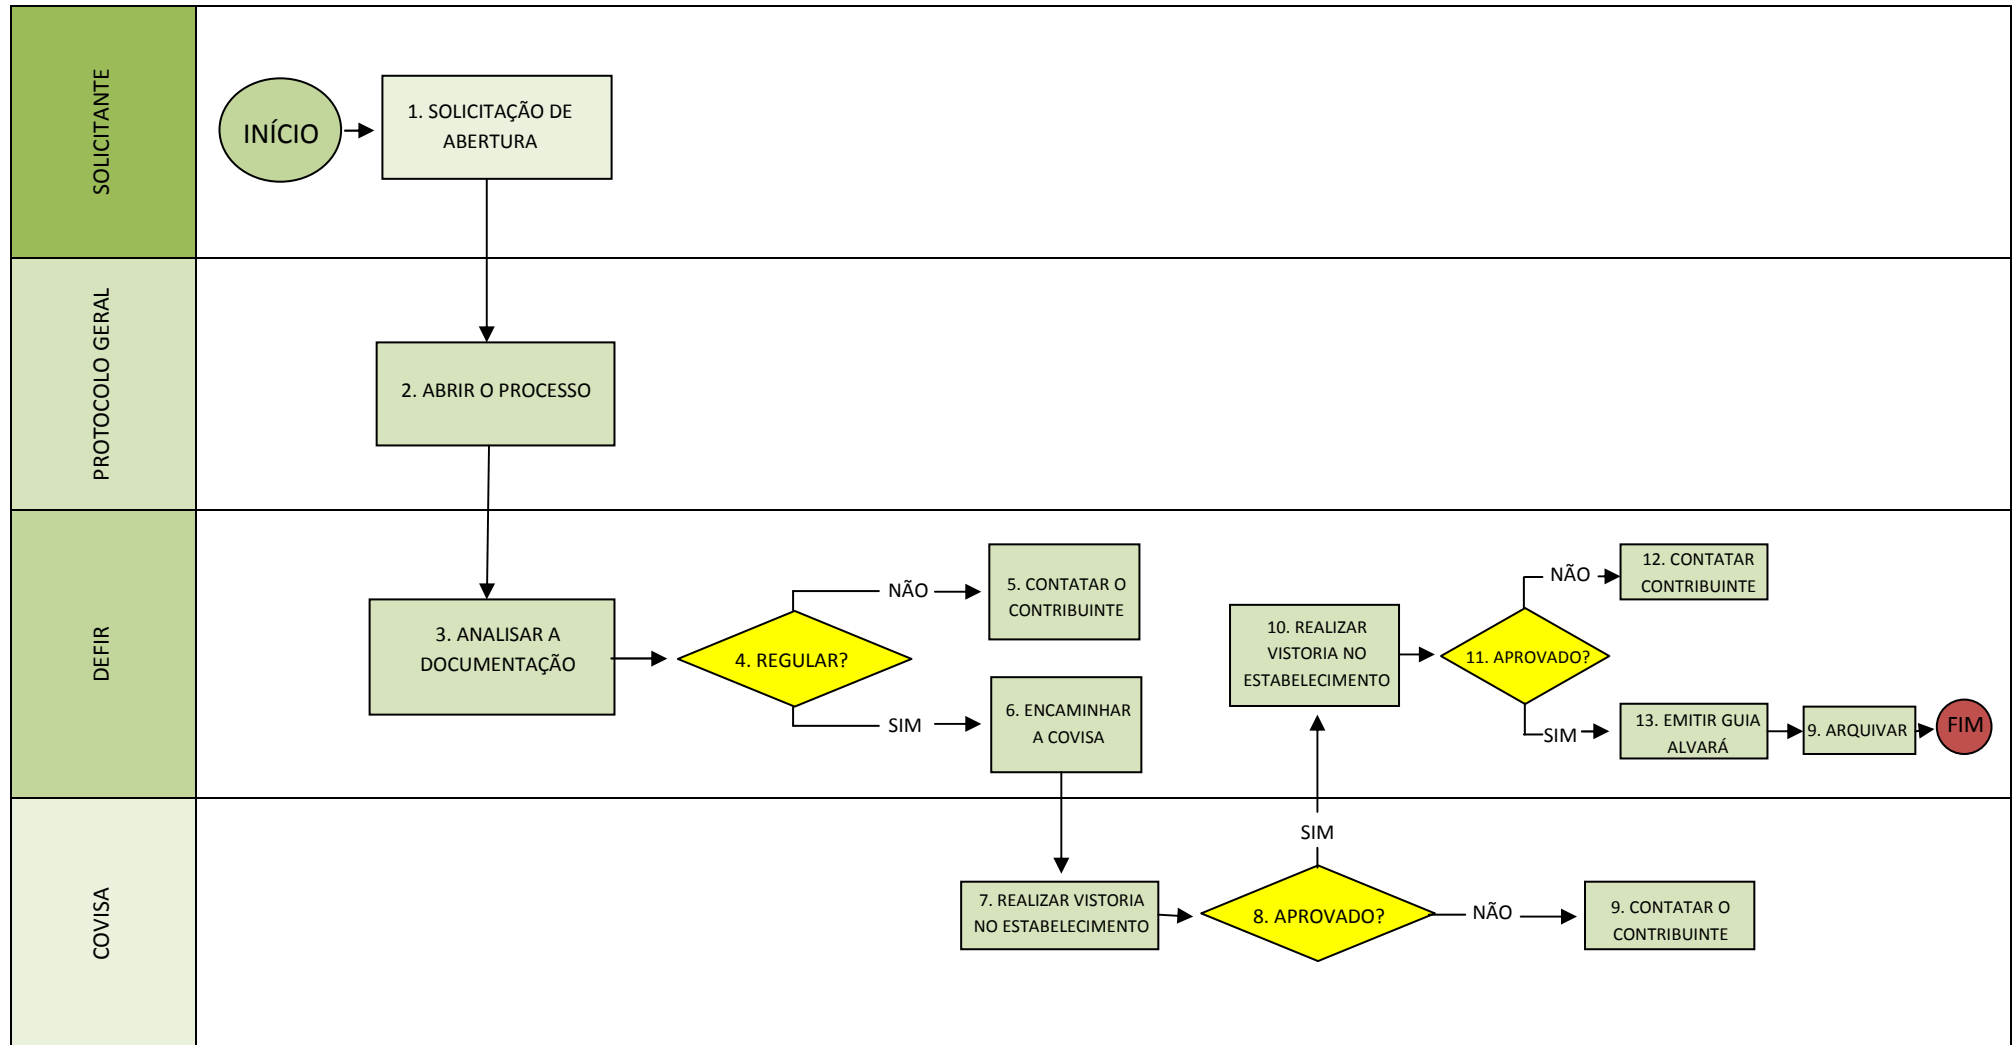 SOLICITANTE
INÍCIO
1. SOLICITAÇÃO DE
ABERTURA
PROTOCOLO GERAL
2. ABRIR O PROCESSO
DEFIR
3. ANALISAR A
DOCUMENTAÇÃO
4. REGULAR?
NÃO
5. CONTATAR O
CONTRIBUINTE
SIM
6. ENCAMINHAR
A COVISA
10. REALIZAR
VISTORIA NO
ESTABELECIMENTO
11. APROVADO?
NÃO
12. CONTATAR
CONTRIBUINTE
SIM
13. EMITIR GUIA
ALVARÁ
9. ARQUIVAR
FIM
COVISA
7. REALIZAR VISTORIA
NO ESTABELECIMENTO
8. APROVADO?
SIM
NÃO
9. CONTATAR O
CONTRIBUINTE